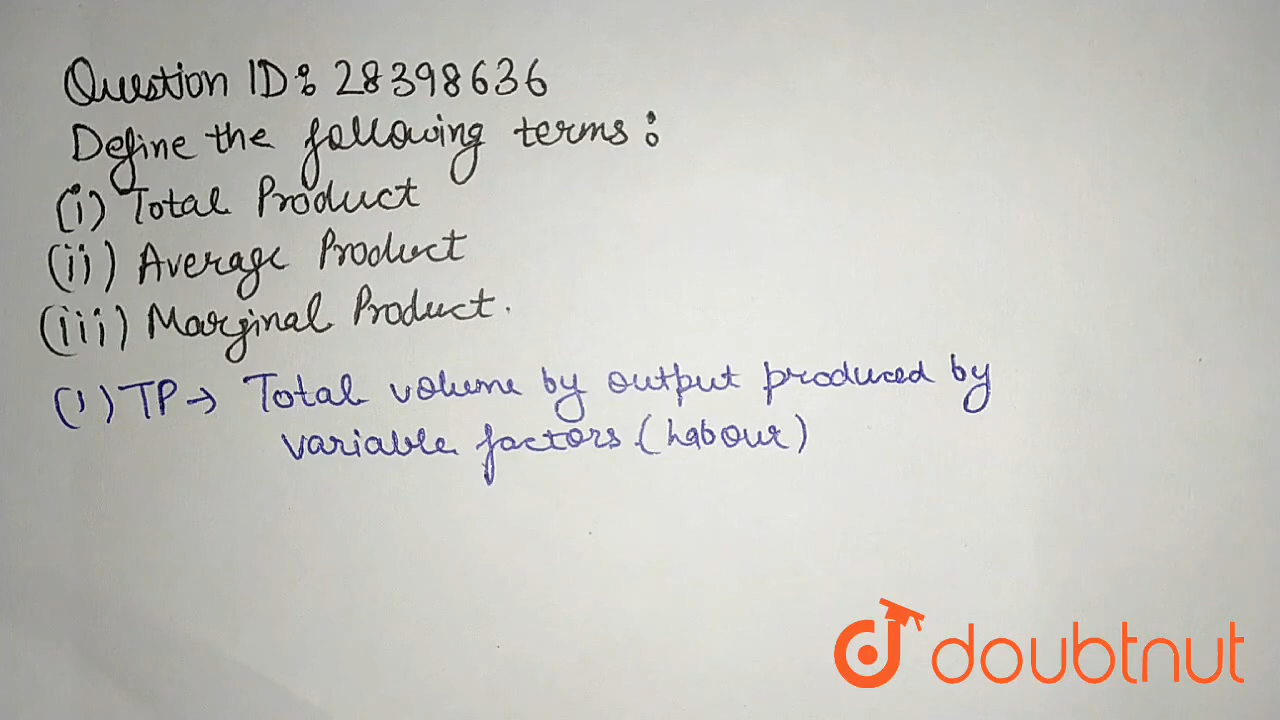 Question ID: 28398636
Define the following terms:
(i) Total Product
(ii) Average Product
(iii) Marginal Product.
(i) TP → Total volume by output produced by
variable factors (Labour)
doubtnut